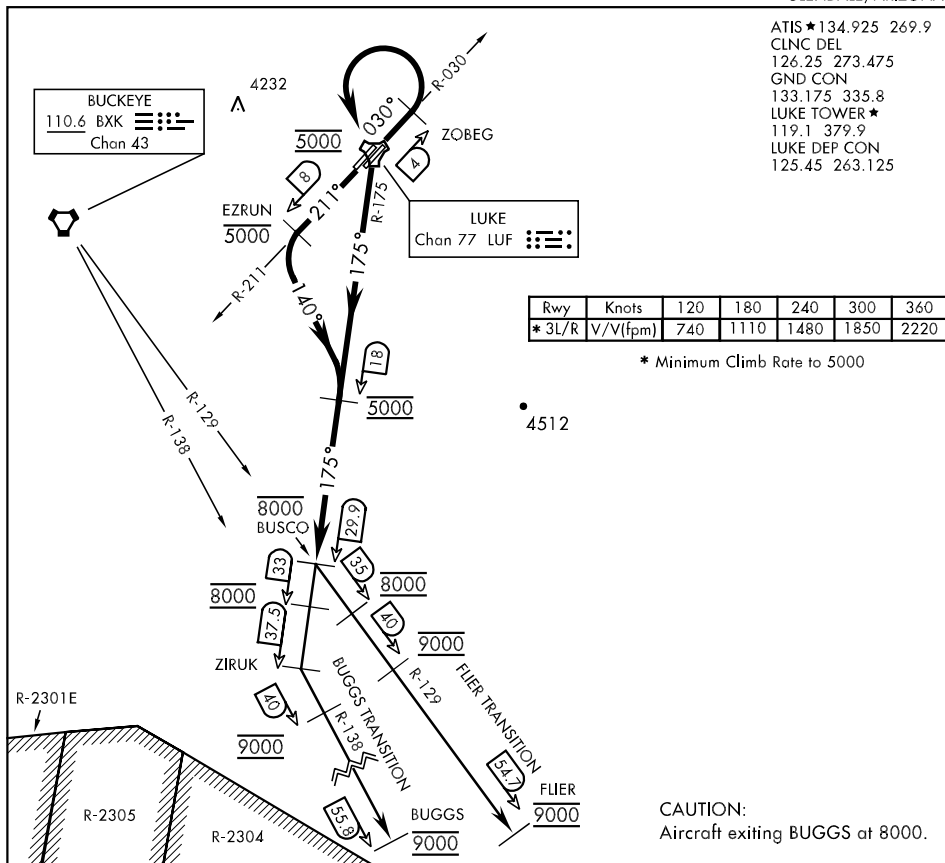 ATIS ★ 134.925 269.9
CLNC DEL
126.25 273.475
GND CON
133.175 335.8
LUKE TOWER ★
119.1 379.9
LUKE DEP CON
125.45 263.125
BUCKEYE
110.6 BXK
Chan 43
4232
R-030
030°
ZOBEG
4
5000
8
211°
EZRUN
5000
R-211
R-175
LUKE
Chan 77 LUF
175°
140°
Rwy Knots 120 180 240 300 360
* 3L/R V/V(fpm) 740 1110 1480 1850 2220
* Minimum Climb Rate to 5000
18
5000
4512
R-129
R-138
175°
8000
BUSCO
29.9
33
35
8000
8000
37.5
40
9000
ZIRUK
BUGGS TRANSITION
R-129
FLIER TRANSITION
40
R-138
9000
R-2301E
54.7
FLIER
9000
R-2305
R-2304
55.8
BUGGS
9000
CAUTION:
Aircraft exiting BUGGS at 8000.